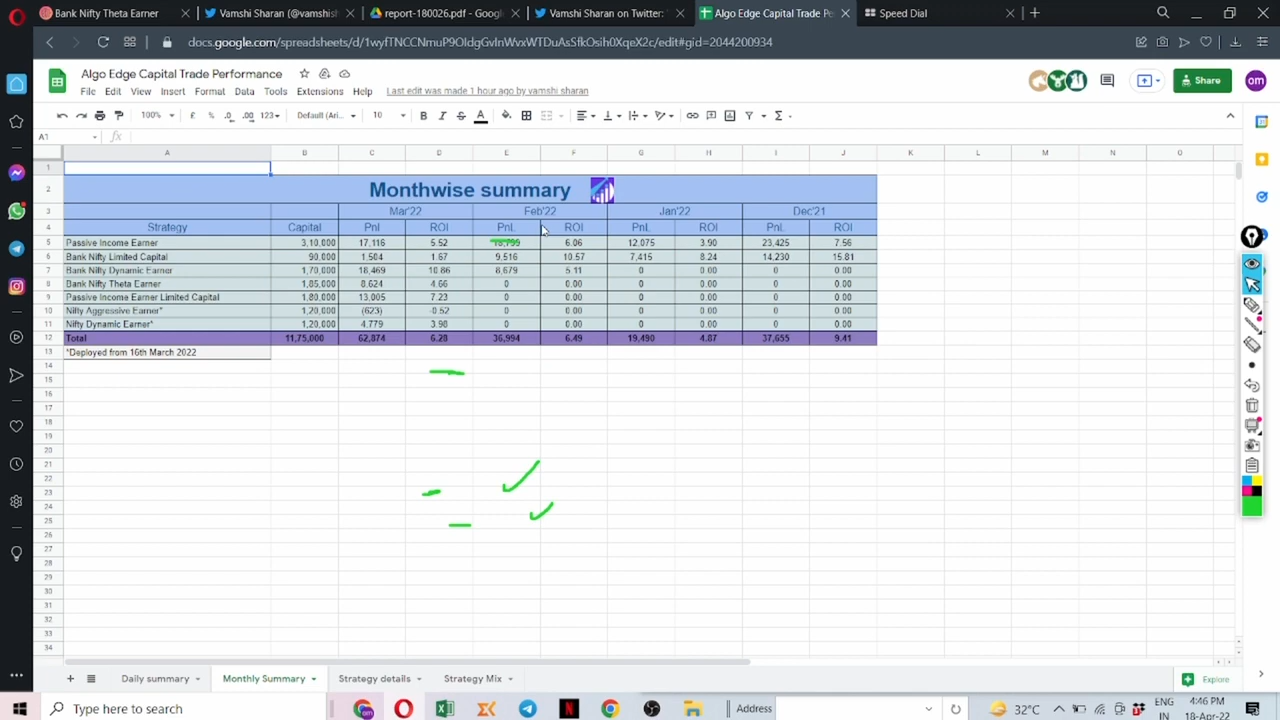 Bank Nifty Theta Earner
Vamshi Sharan (@vamshis
report-180026.pdf - Google
Vamshi Sharan on Twitter:
Algo Edge Capital Trade Pe
Speed Dial
Algo Edge Capital Trade Performance
File Edit View Insert Format Data Tools Extensions Help Last edit was made 1 hour ago by vamshi sharan
Share
om
100% £ % .0 .00 123 Default (Ari... 10
A1
A B C D E F G H I J K L M N O
Monthwise summary
Mar'22 Feb'22 Jan'22 Dec'21
Strategy Capital Pnl ROI PnL ROI PnL ROI PnL ROI
Passive Income Earner 3,10,000 17,116 5.52 6.06 12,075 3.90 23,425 7.56
Bank Nifty Limited Capital 90,000 1,504 1.67 9,516 10.57 7,415 8.24 14,230 15.81
Bank Nifty Dynamic Earner 1,70,000 18,469 10.86 8,679 5.11 0 0.00 0 0.00
Bank Nifty Theta Earner 1,85,000 8,624 4.66 0 0.00 0 0.00 0 0.00
Passive Income Earner Limited Capital 1,80,000 13,005 7.23 0 0.00 0 0.00 0 0.00
Nifty Aggressive Earner* 1,20,000 (623) -0.52 0 0.00 0 0.00 0 0.00
Nifty Dynamic Earner* 1,20,000 4,779 3.98 0 0.00 0 0.00 0 0.00
Total 11,75,000 62,874 6.28 36,994 6.49 19,490 4.87 37,655 9.41
*Deployed from 16th March 2022
Daily summary Monthly Summary Strategy details Strategy Mix
Explore
Type here to search
Address
32°C
ENG
IN
4:46 PM
18-Apr-22